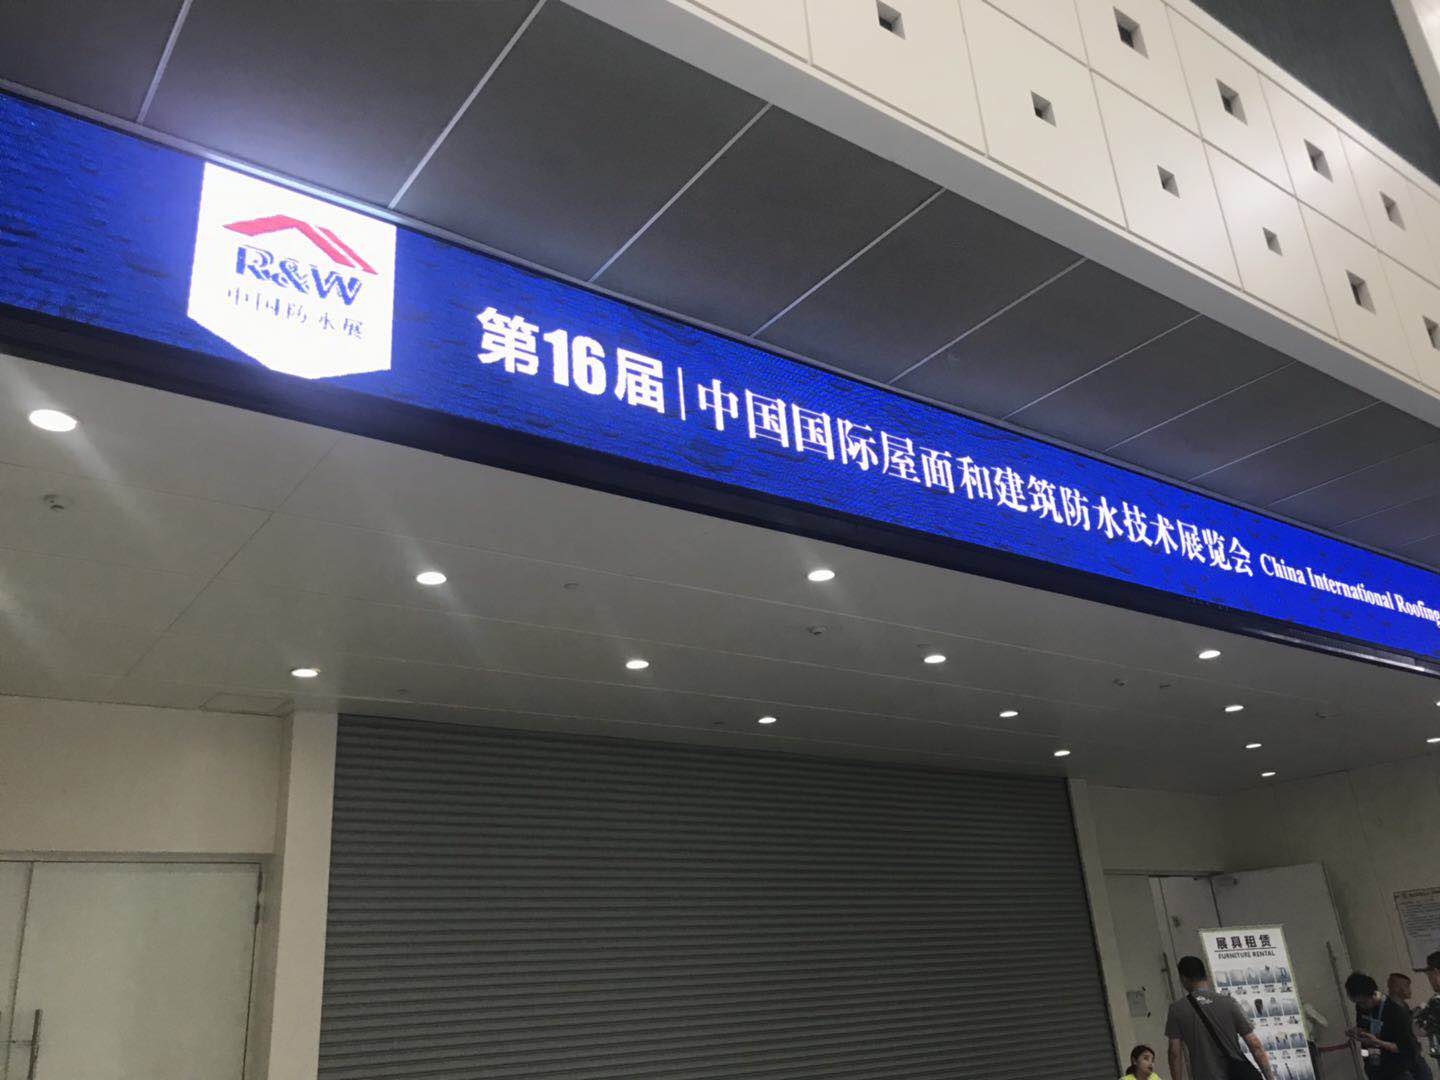 R&W
中国防水展
第16届|中国国际屋面和建筑防水技术展览会 China International Roofing
展具租赁
FURNITURE RENTAL